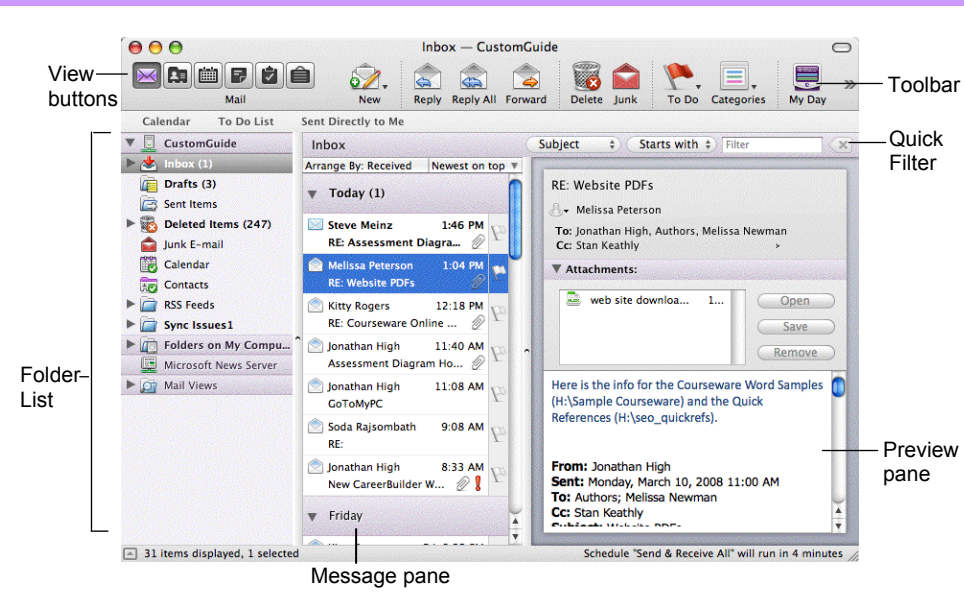 Inbox — CustomGuide
View buttons
Mail
New Reply Reply All Forward Delete Junk To Do Categories My Day
Toolbar
Calendar To Do List Sent Directly to Me
CustomGuide
Inbox (1)
Drafts (3)
Sent Items
Deleted Items (247)
Junk E-mail
Calendar
Contacts
RSS Feeds
Sync Issues1
Folders on My Compu...
Microsoft News Server
Mail Views
Folder List
Inbox
Subject Starts with Filter
Quick Filter
Arrange By: Received Newest on top
Today (1)
Steve Meinz 1:46 PM
RE: Assessment Diagra...
Melissa Peterson 1:04 PM
RE: Website PDFs
Kitty Rogers 12:18 PM
RE: Courseware Online ...
Jonathan High 11:40 AM
Assessment Diagram Ho...
Jonathan High 11:08 AM
GoToMyPC
Soda Rajsombath 9:08 AM
RE:
Jonathan High 8:33 AM
New CareerBuilder W...
Friday
Message pane
RE: Website PDFs
Melissa Peterson
To: Jonathan High, Authors, Melissa Newman
Cc: Stan Keathly
Attachments:
web site downloa... 1...
Open
Save
Remove
Here is the info for the Courseware Word Samples
(H:\Sample Courseware) and the Quick
References (H:\seo_quickrefs).
From: Jonathan High
Sent: Monday, March 10, 2008 11:00 AM
To: Authors; Melissa Newman
Cc: Stan Keathly
Subject: Website PDFs
Preview pane
31 items displayed, 1 selected
Schedule "Send & Receive All" will run in 4 minutes